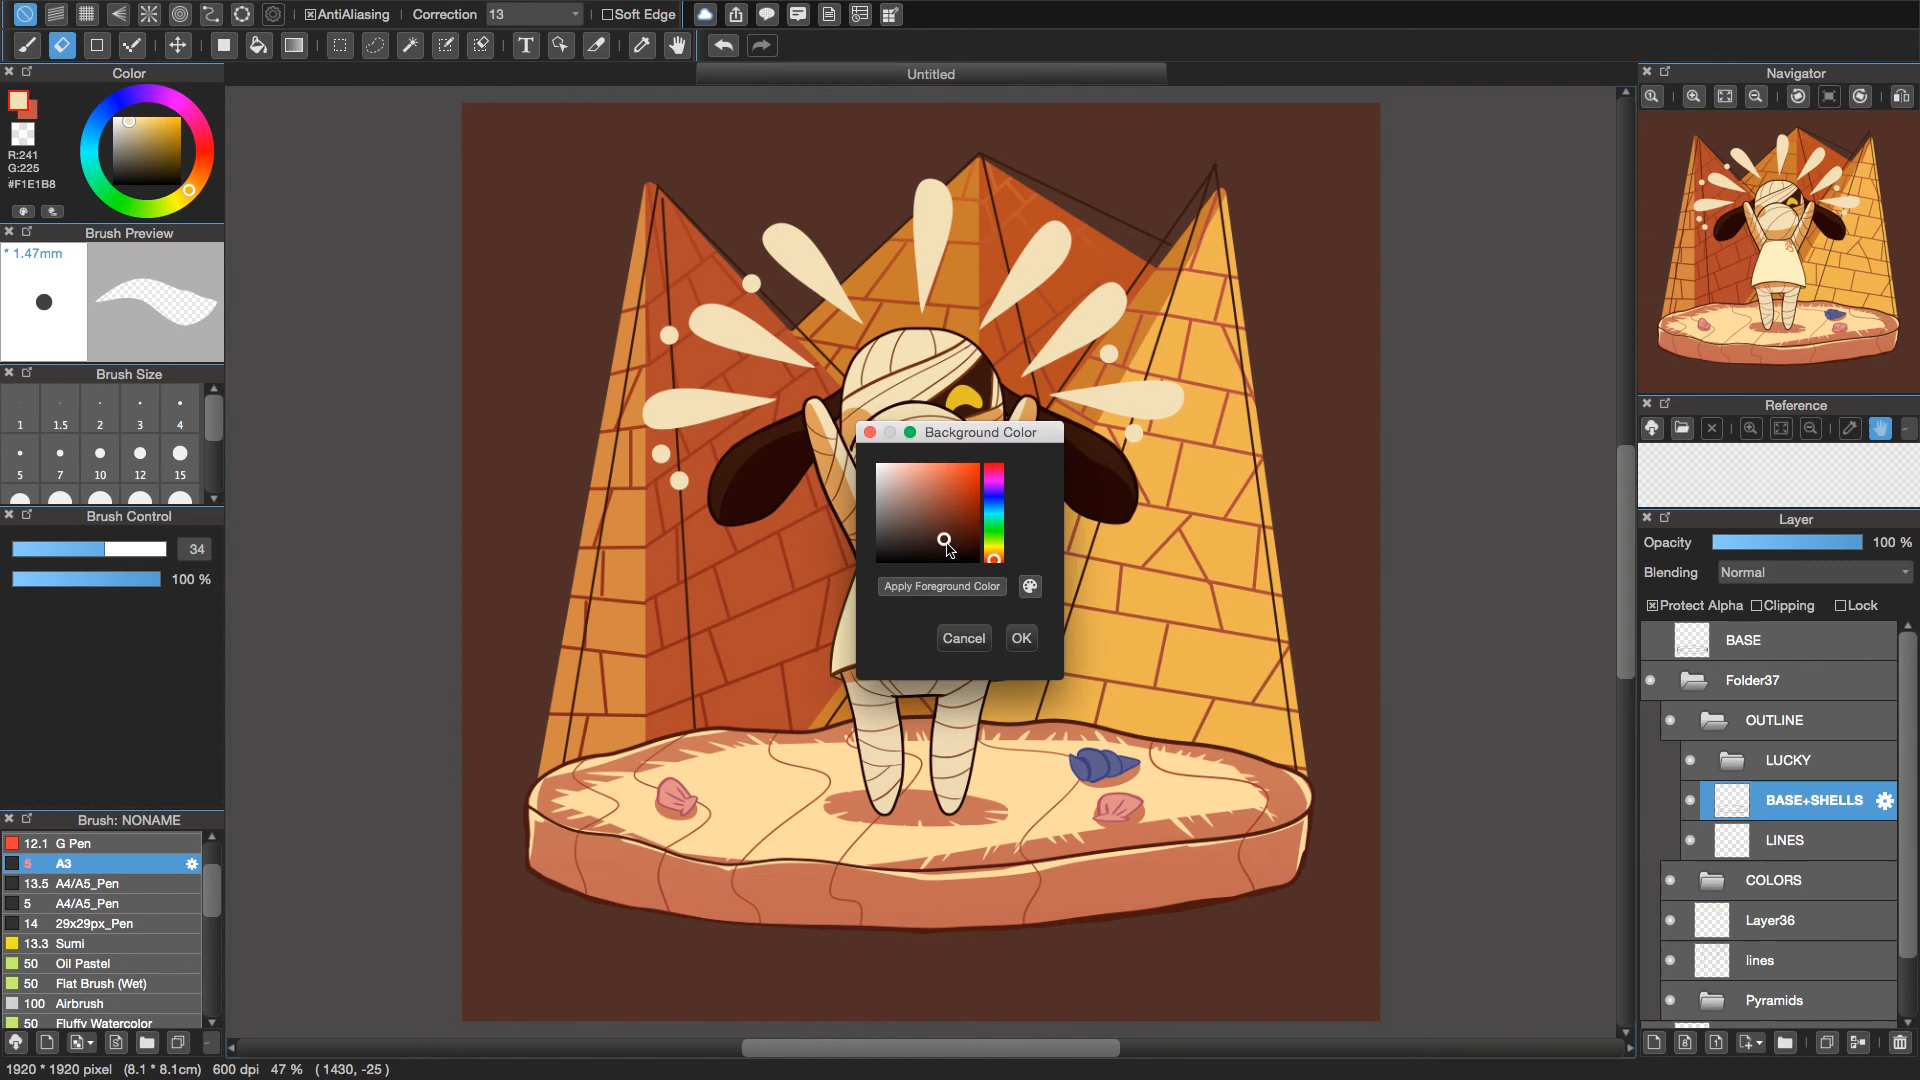 AntiAliasing Correction 13 Soft Edge
T
Untitled
Color
R:241
G:225
#F1E1B8
Brush Preview
* 1.47mm
Brush Size
1 1.5 2 3 4
5 7 10 12 15
Brush Control
34
100 %
Brush: NONAME
12.1 G Pen
5 A3
13.5 A4/A5_Pen
5 A4/A5_Pen
14 29x29px_Pen
13.3 Sumi
50 Oil Pastel
50 Flat Brush (Wet)
100 Airbrush
50 Fluffy Watercolor
1920 * 1920 pixel (8.1 * 8.1cm) 600 dpi 47 % ( 1430, -25 )
Background Color
Apply Foreground Color
Cancel OK
Navigator
Reference
Layer
Opacity 100 %
Blending Normal
Protect Alpha Clipping Lock
BASE
Folder37
OUTLINE
LUCKY
BASE+SHELLS
LINES
COLORS
Layer36
lines
Pyramids